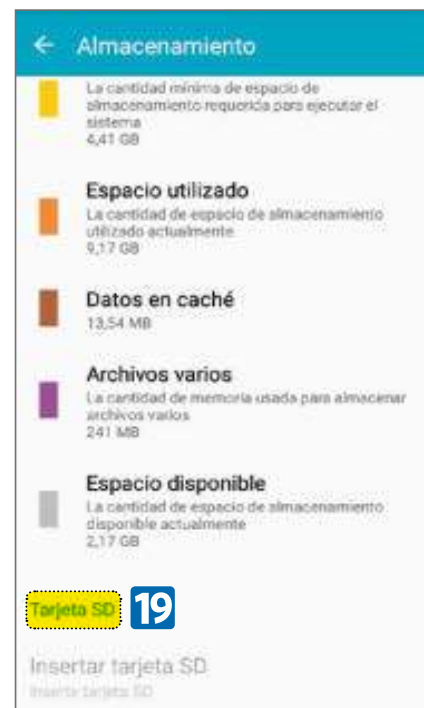 ← Almacenamiento
La cantidad mínima de espacio de
almacenamiento requerida para ejecutar el
sistema
4,41 GB
Espacio utilizado
La cantidad de espacio de almacenamiento
utilizado actualmente
9,17 GB
Datos en caché
13,54 MB
Archivos varios
La cantidad de memoria usada para almacenar
archivos varios
241 MB
Espacio disponible
La cantidad de espacio de almacenamiento
disponible actualmente
2,17 GB
Tarjeta SD 19
Insertar tarjeta SD
Inserte tarjeta SD